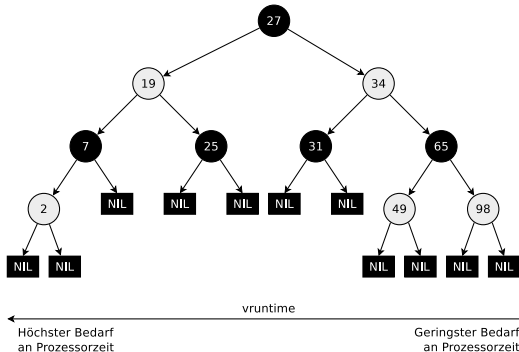 27
19
34
7
25
31
65
2
NIL
NIL
NIL
NIL
NIL
49
98
NIL
NIL
NIL
NIL
NIL
NIL
vruntime
Höchster Bedarf
an Prozessorzeit
Geringster Bedarf
an Prozessorzeit